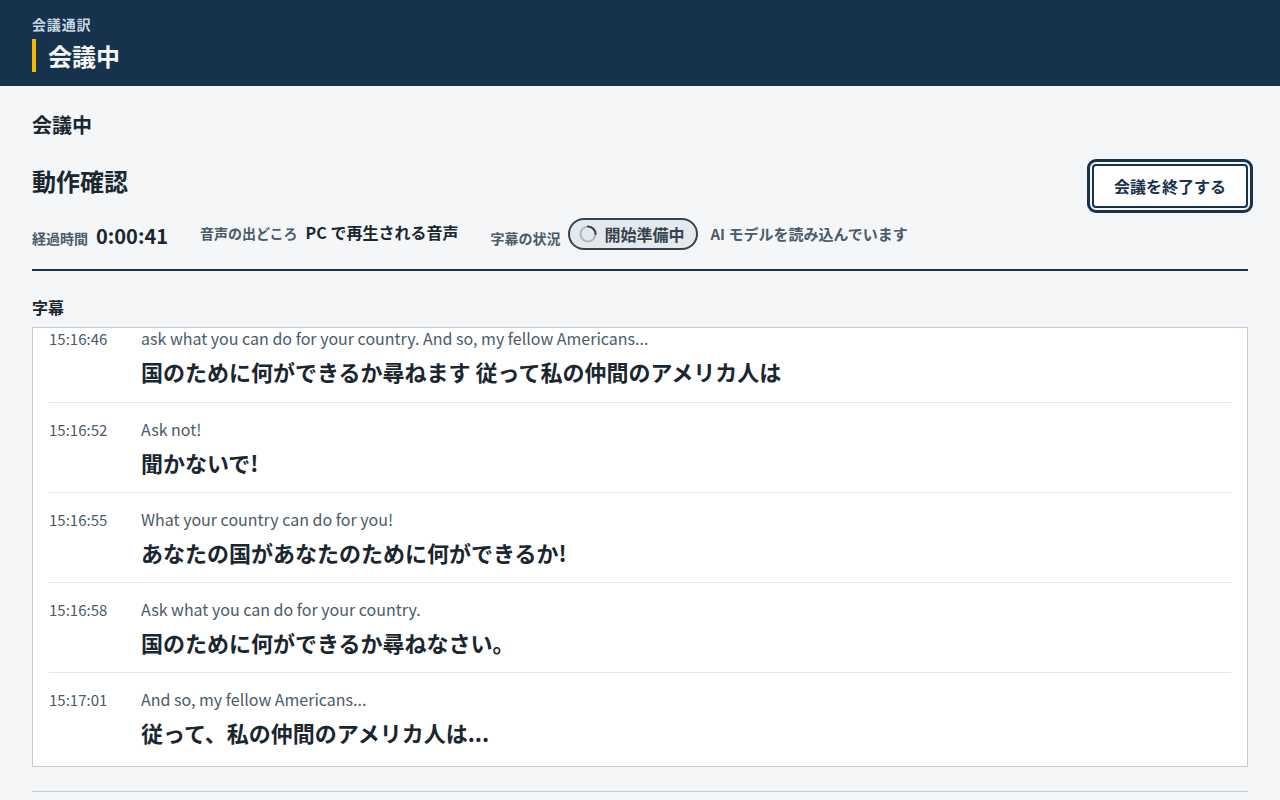 会議通訳
会議中
会議中
動作確認
会議を終了する
経過時間 0:00:41 音声の出どころ PC で再生される音声 字幕の状況 開始準備中 AI モデルを読み込んでいます
字幕
15:16:46 ask what you can do for your country. And so, my fellow Americans...
国のために何ができるか尋ねます 従って私の仲間のアメリカ人は
15:16:52 Ask not!
聞かないで!
15:16:55 What your country can do for you!
あなたの国があなたのために何ができるか!
15:16:58 Ask what you can do for your country.
国のために何ができるか尋ねなさい。
15:17:01 And so, my fellow Americans...
従って、私の仲間のアメリカ人は...